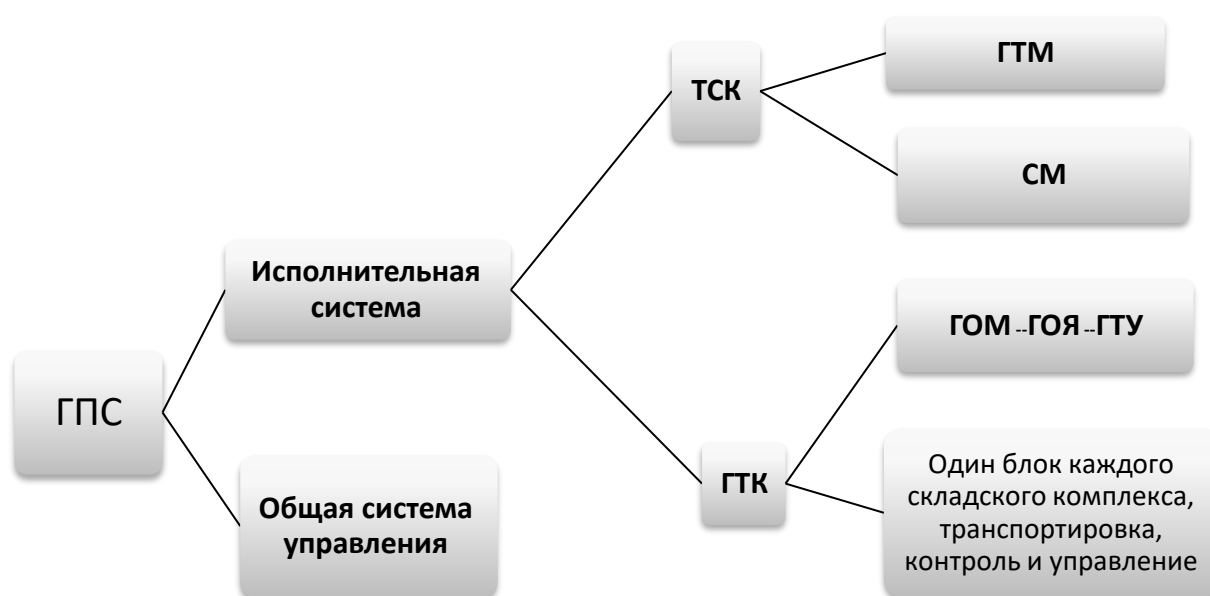 ГПС
Исполнительная
система
Общая система
управления
ТСК
ГТК
ГТМ
СМ
ГОМ --ГОЯ --ГТУ
Один блок каждого
складского комплекса,
транспортировка,
контроль и управление